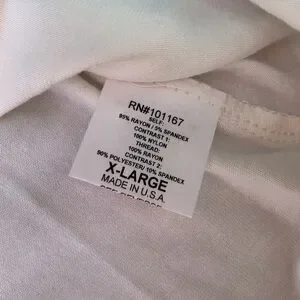 RN#101167
SELF:
95% RAYON / 5% SPANDEX
CONTRAST 1:
100% NYLON
THREAD:
100% RAYON
CONTRAST 2:
90% POLYESTER/ 10% SPANDEX
X-LARGE
MADE IN U.S.A.